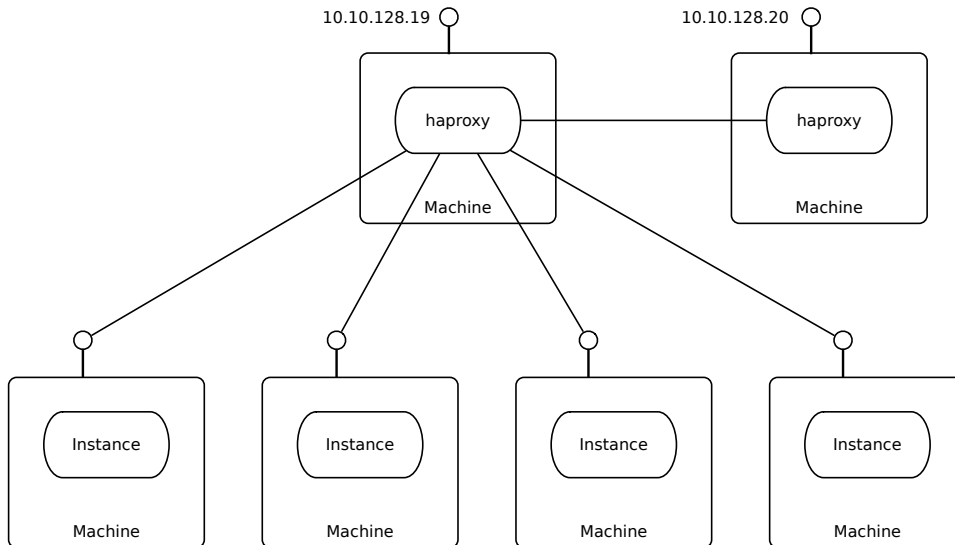 10.10.128.19
10.10.128.20
haproxy
haproxy
Machine
Machine
Instance
Instance
Instance
Instance
Machine
Machine
Machine
Machine